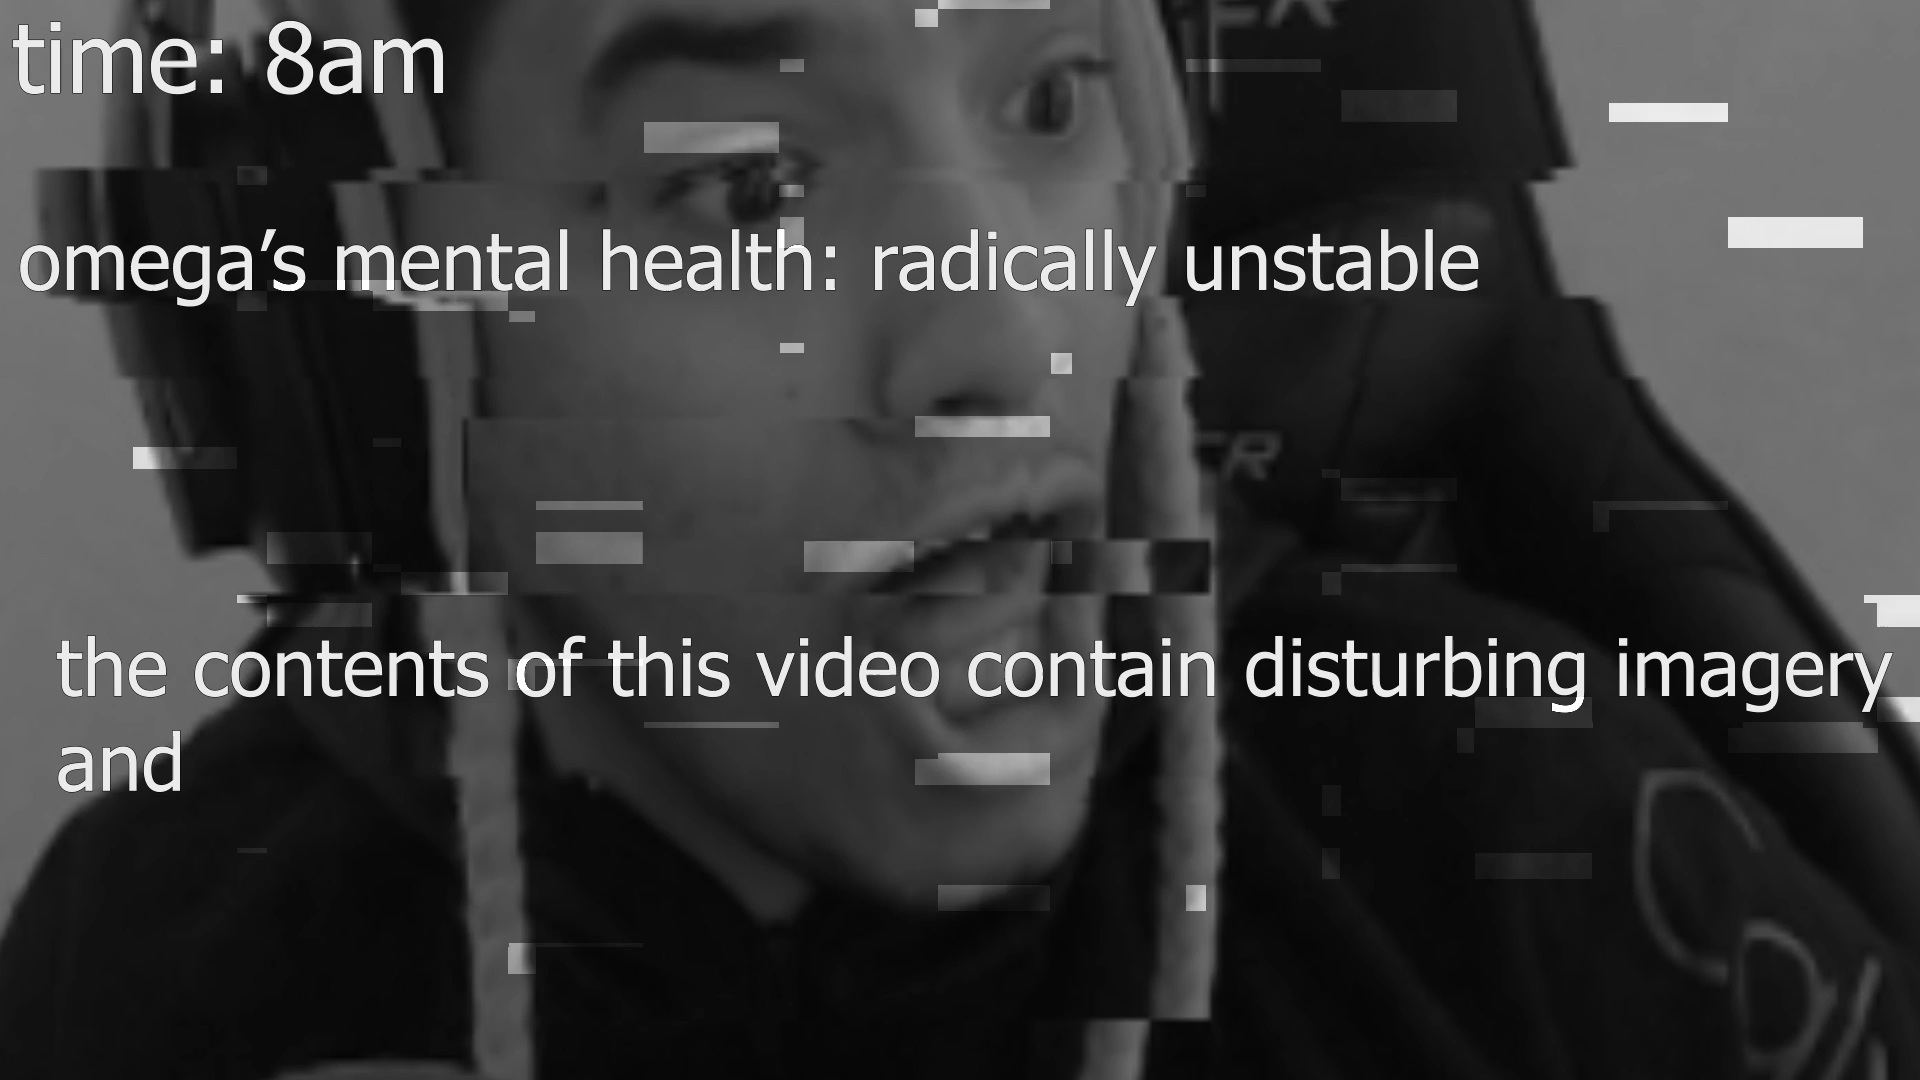 time: 8am
omega’s mental health: radically unstable
the contents of this video contain disturbing imagery
and